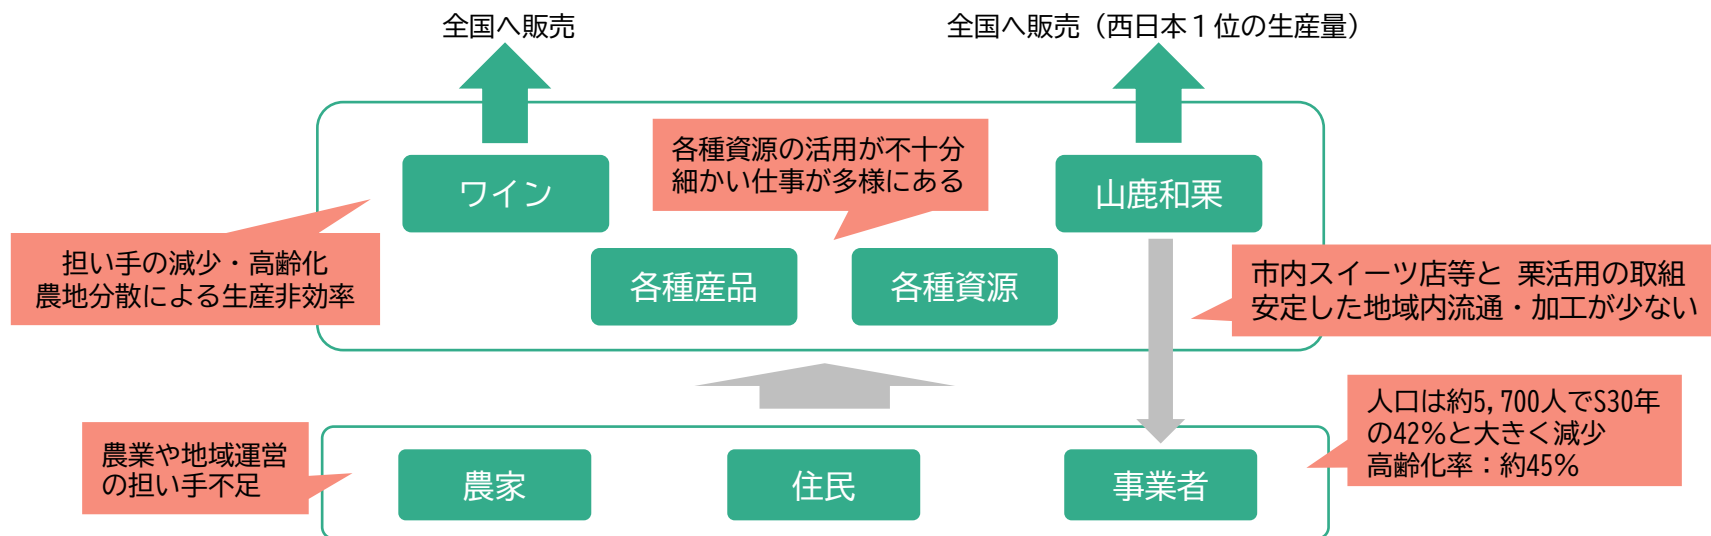 全国へ販売
全国へ販売（西日本１位の生産量）
各種資源の活用が不十分
細かい仕事が多様にある
ワイン
山鹿和栗
担い手の減少・高齢化
農地分散による生産非効率
各種産品
各種資源
市内スイーツ店等と 栗活用の取組
安定した地域内流通・加工が少ない
人口は約5,700人でS30年
の42%と大きく減少
高齢化率：約45%
農業や地域運営
の担い手不足
農家
住民
事業者